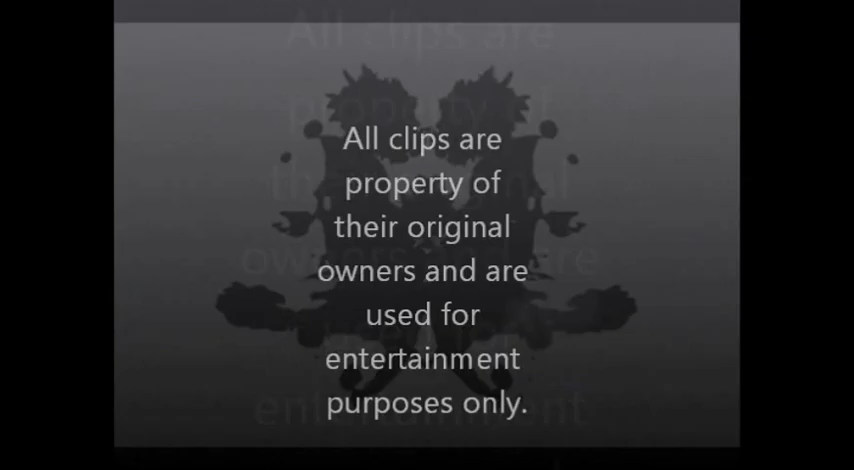 All clips are
property of
their original
owners and are
used for
entertainment
purposes only.